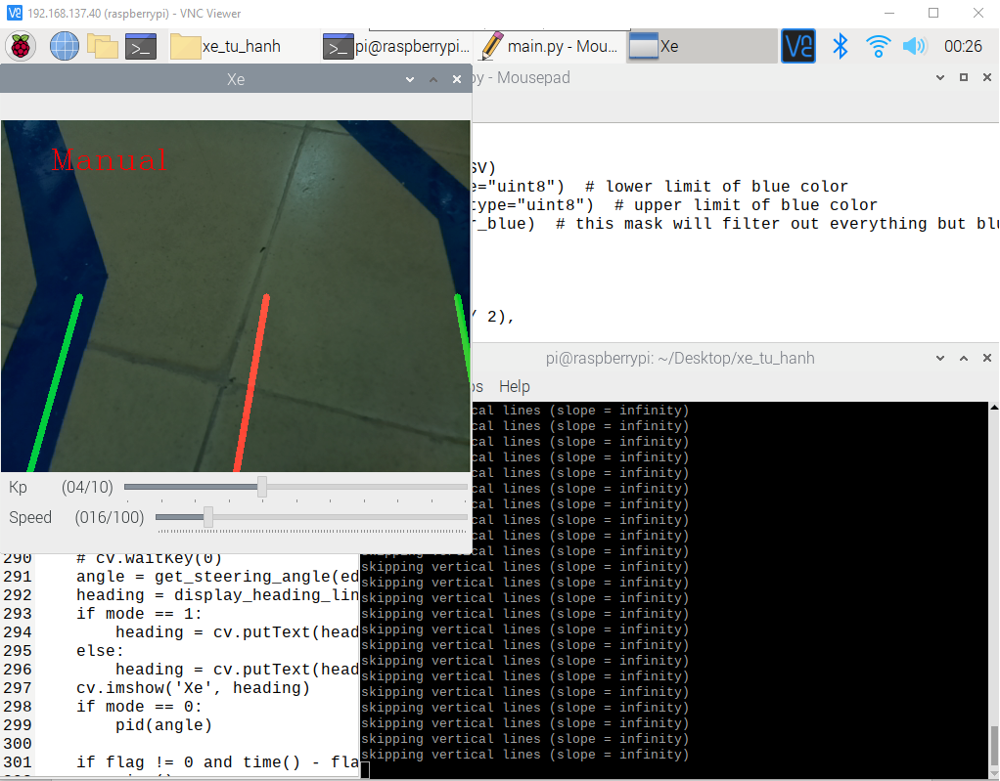 192.168.137.40 (raspberrypi) - VNC Viewer
xe_tu_hanh
pi@raspberrypi...
main.py - Mou...
Xe
00:26
Xe
py - Mousepad
Manual
SV)
e="uint8")  # lower limit of blue color
type="uint8")  # upper limit of blue color
r_blue)  # this mask will filter out everything but blu
/ 2),
pi@raspberrypi: ~/Desktop/xe_tu_hanh
bs Help
cal lines (slope = infinity)
cal lines (slope = infinity)
cal lines (slope = infinity)
cal lines (slope = infinity)
cal lines (slope = infinity)
cal lines (slope = infinity)
cal lines (slope = infinity)
cal lines (slope = infinity)
cal lines (slope = infinity)
skipping vertical lines (slope = infinity)
skipping vertical lines (slope = infinity)
skipping vertical lines (slope = infinity)
skipping vertical lines (slope = infinity)
skipping vertical lines (slope = infinity)
skipping vertical lines (slope = infinity)
skipping vertical lines (slope = infinity)
skipping vertical lines (slope = infinity)
skipping vertical lines (slope = infinity)
skipping vertical lines (slope = infinity)
skipping vertical lines (slope = infinity)
skipping vertical lines (slope = infinity)
skipping vertical lines (slope = infinity)
skipping vertical lines (slope = infinity)
Kp (04/10)
Speed (016/100)
290 # cv.waitKey(0)
291 angle = get_steering_angle(ed
292 heading = display_heading_lin
293 if mode == 1:
294 heading = cv.putText(head
295 else:
296 heading = cv.putText(head
297 cv.imshow('Xe', heading)
298 if mode == 0:
299 pid(angle)
300
301 if flag != 0 and time() - fla